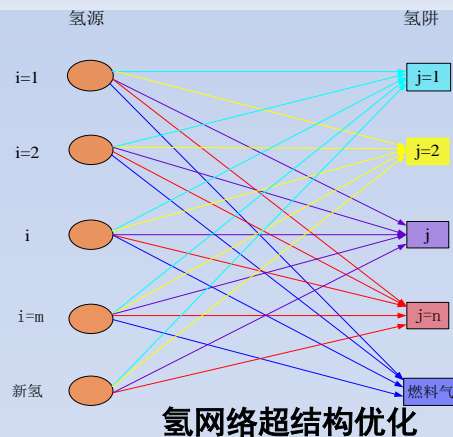 氢源 氢阱
i=1 j=1
i=2 j=2
i j
i=m j=n
新氢 燃料气
氢网络超结构优化